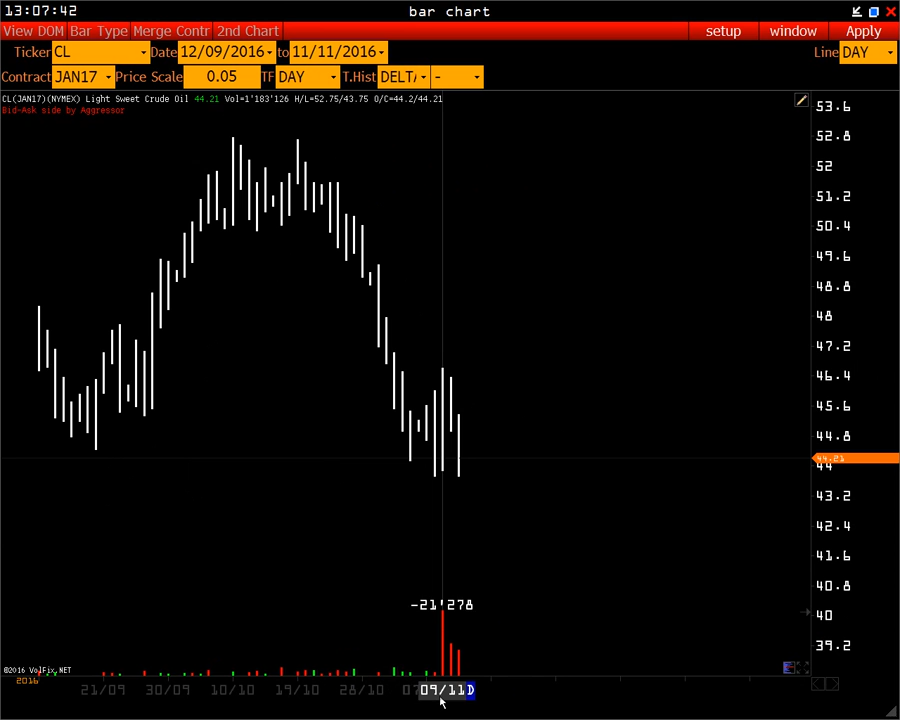 13:07:42 bar chart
View DOM Bar Type Merge Contr 2nd Chart setup window Apply
Ticker CL Date 12/09/2016 to 11/11/2016 Line DAY
Contract JAN17 Price Scale 0.05 TF DAY T.Hist DELT/ -
CL(JAN17)(NYMEX) Light Sweet Crude Oil 44.21 Vol=1'183'126 H/L=52.75/43.75 O/C=44.2/44.21
Bid-Ask side by Aggressor
53.6
52.8
52
51.2
50.4
49.6
48.8
48
47.2
46.4
45.6
44.8
44.21
44
43.2
42.4
41.6
40.8
40
39.2
-21'278
©2016 VolFix.NET
2016
21/09 30/09 10/10 19/10 28/10 07 09/11D